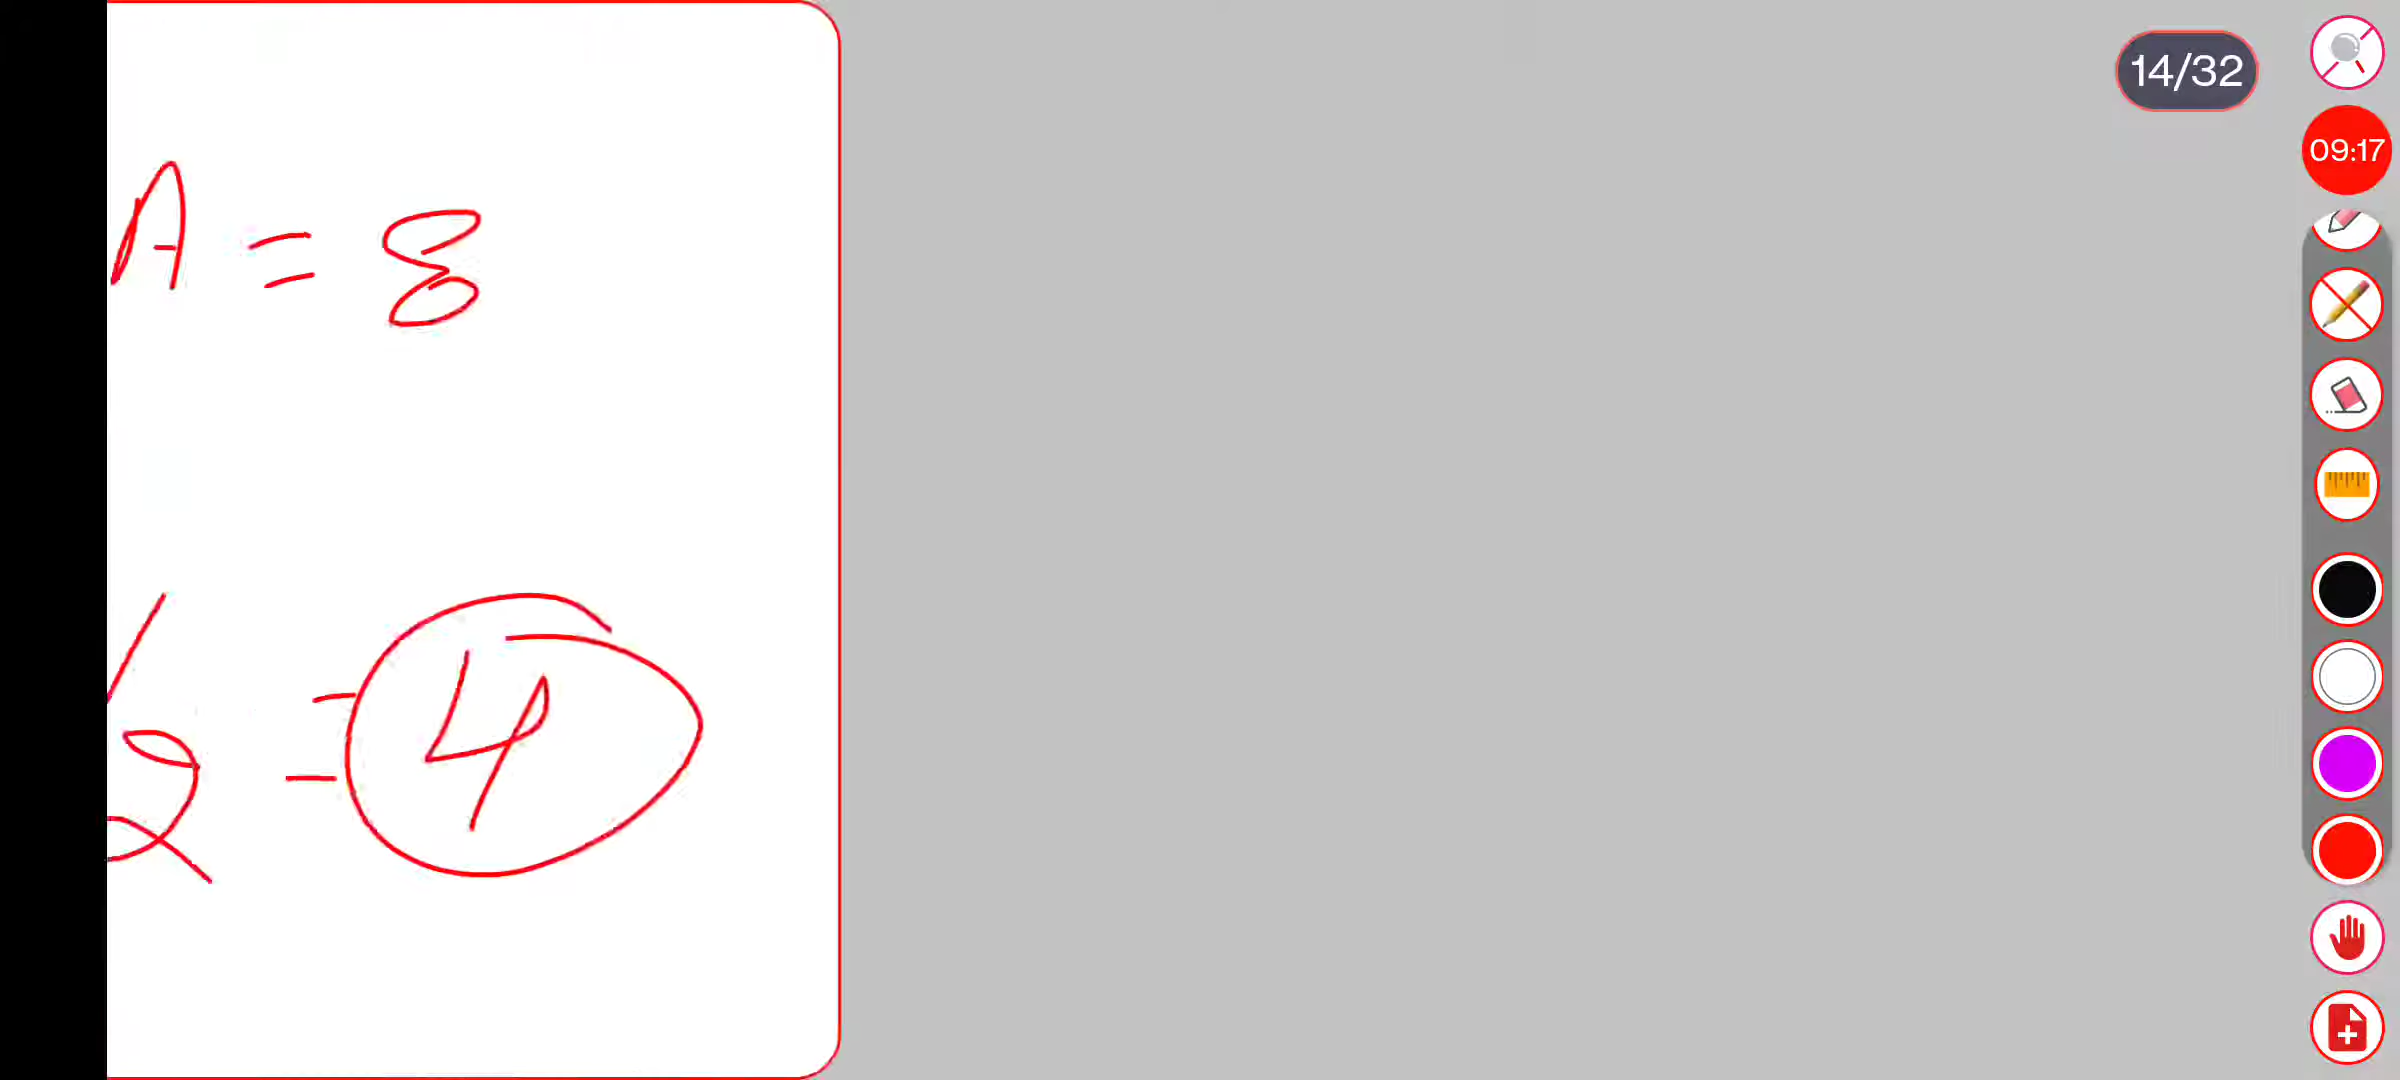 14/32
09:17
A = 8
2 = 4